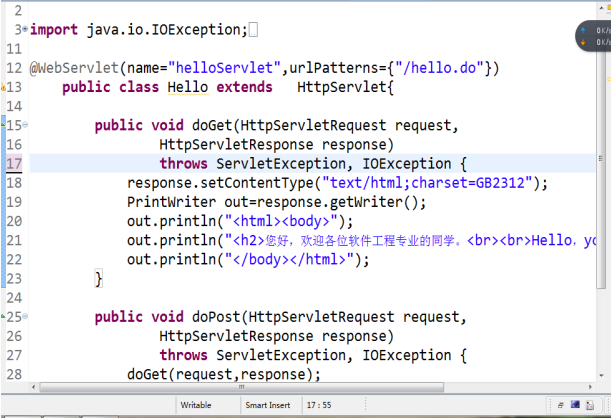 2
3 import java.io.IOException;
11
12 @WebServlet(name="helloServlet",urlPatterns={"/hello.do"})
13 public class Hello extends HttpServlet{
14
15 public void doGet(HttpServletRequest request,
16 HttpServletResponse response)
17 throws ServletException, IOException {
18 response.setContentType("text/html;charset=GB2312");
19 PrintWriter out=response.getWriter();
20 out.println("<html><body>");
21 out.println("<h2>您好，欢迎各位软件工程专业的同学。<br><br>Hello，yo
22 out.println("</body></html>");
23 }
24
25 public void doPost(HttpServletRequest request,
26 HttpServletResponse response)
27 throws ServletException, IOException {
28 doGet(request,response);
0K/s
0K/s
Writable Smart Insert 17 : 55